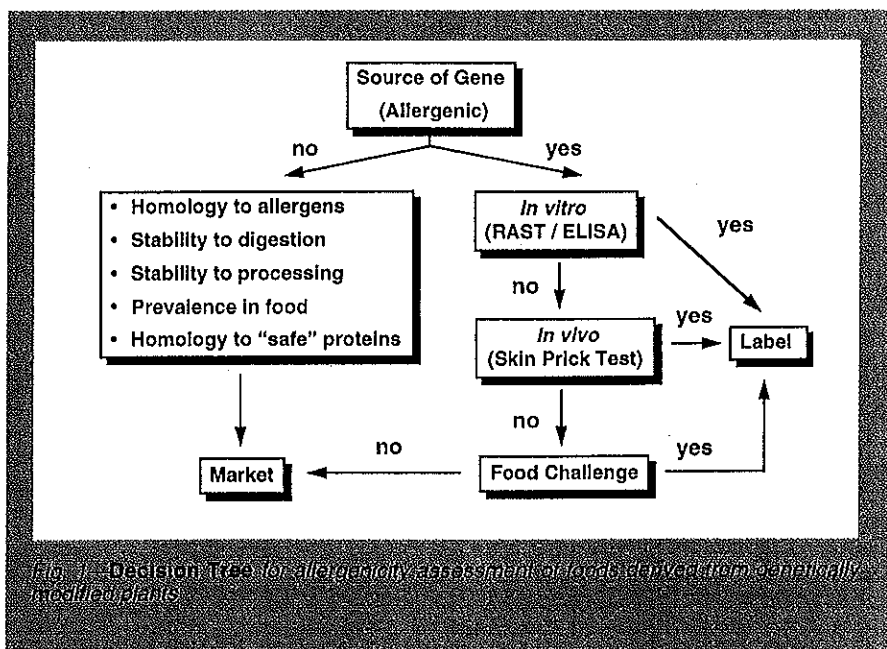 Source of Gene
(Allergenic)
no
yes
• Homology to allergens
• Stability to digestion
• Stability to processing
• Prevalence in food
• Homology to "safe" proteins
In vitro
(RAST / ELISA)
yes
no
In vivo
(Skin Prick Test)
yes
Label
no
Market
no
Food Challenge
yes
Fig. 1—Decision Tree for allergenicity assessment of foods derived from genetically
modified plants